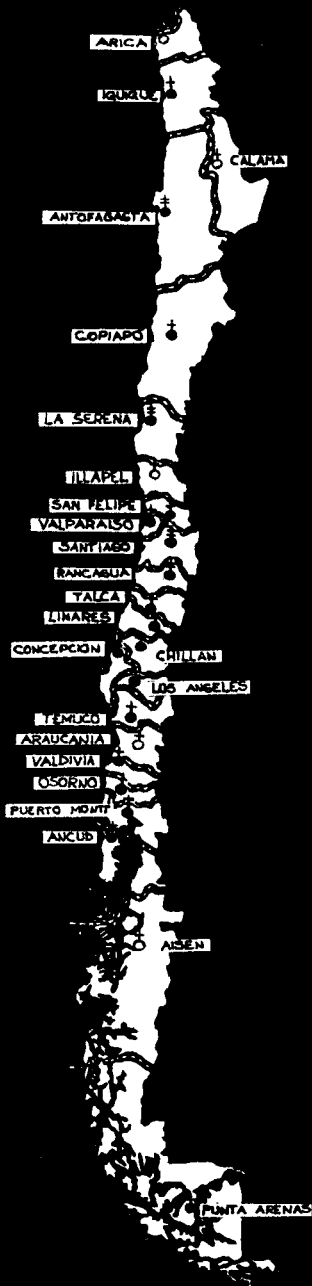 ARICA
IQUIQUE
CALAMA
ANTOFAGASTA
COPIAPÓ
LA SERENA
ILLAPEL
SAN FELIPE
VALPARAISO
SANTIAGO
RANCAGUA
TALCA
LINARES
CONCEPCION
CHILLAN
LOS ANGELES
TEMUCO
ARAUCANIA
VALDIVIA
OSORNO
PUERTO MONTT
ANCUD
AISEN
PUNTA ARENAS